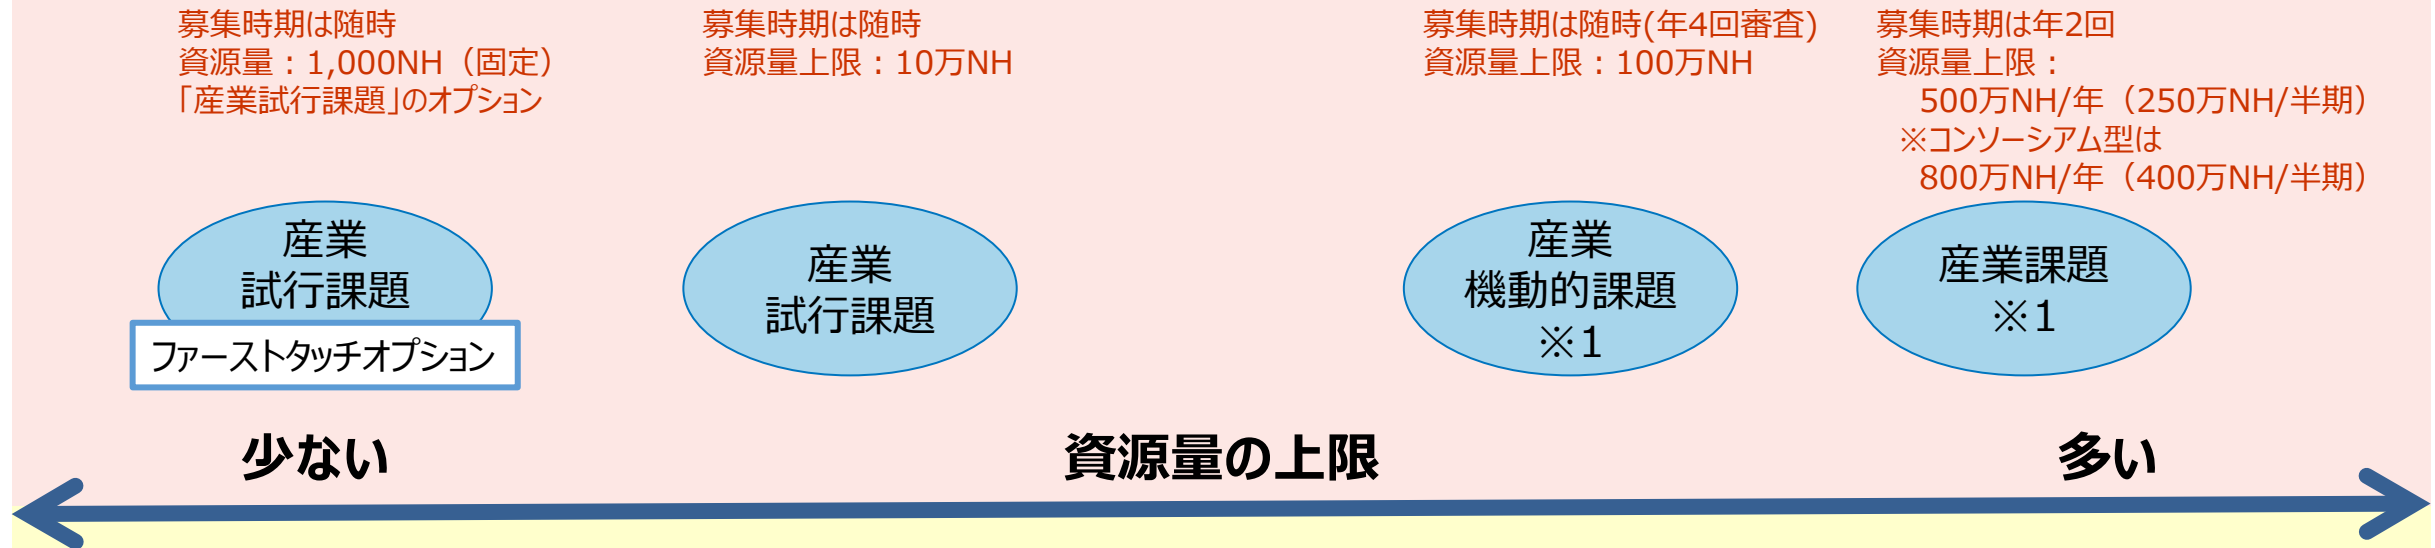 募集時期は随時
資源量：1,000NH（固定）
「産業試行課題」のオプション
募集時期は随時
資源量上限：10万NH
募集時期は随時(年4回審査)
資源量上限：100万NH
募集時期は年2回
資源量上限：
500万NH/年（250万NH/半期）
※コンソーシアム型は
800万NH/年（400万NH/半期）
産業
試行課題
ファーストタッチオプション
産業
試行課題
産業
機動的課題
※1
産業課題
※1
少ない
資源量の上限
多い